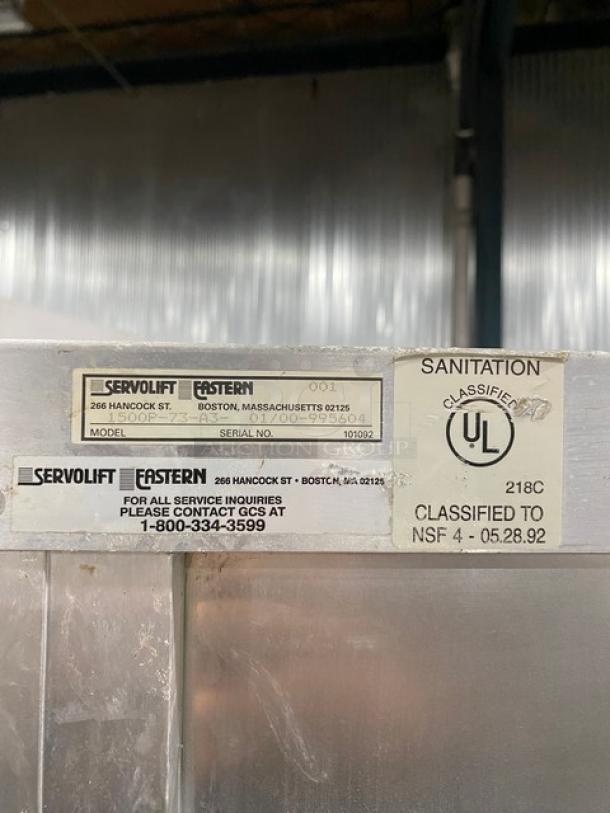 SERVOLIFT EASTERN 001
266 HANCOCK ST. BOSTON, MASSACHUSETTS 02125
1500P-73-A3- 01/00-995604
MODEL SERIAL NO. 101092
SERVOLIFT EASTERN 266 HANCOCK ST • BOSTON, MA 02125
FOR ALL SERVICE INQUIRIES
PLEASE CONTACT GCS AT
1-800-334-3599
SANITATION
CLASSIFIED
UL
218C
CLASSIFIED TO
NSF 4 - 05.28.92
AUCTION GROUP